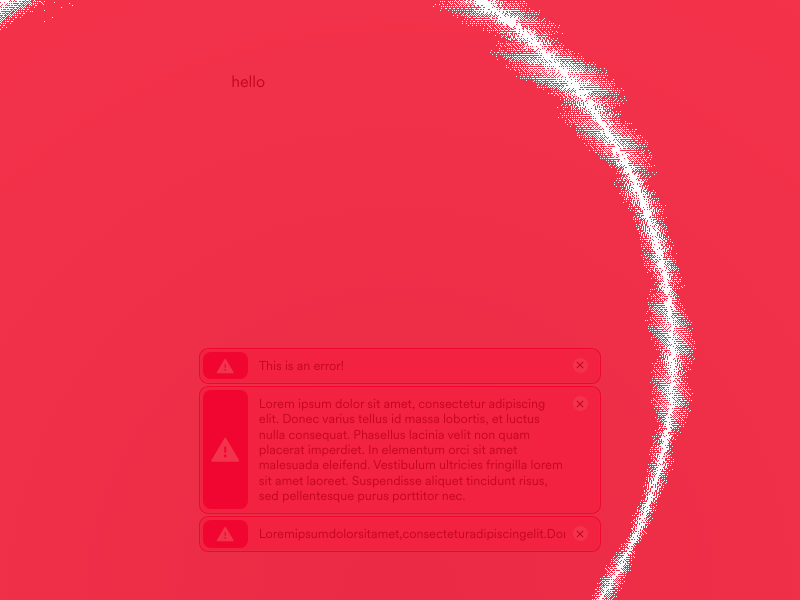 hello
This is an error!
Lorem ipsum dolor sit amet, consectetur adipiscing
elit. Donec varius tellus id massa lobortis, et luctus
nulla consequat. Phasellus lacinia velit non quam
placerat imperdiet. In elementum orci sit amet
malesuada eleifend. Vestibulum ultricies fringilla lorem
sit amet laoreet. Suspendisse aliquet tincidunt risus,
sed pellentesque purus porttitor nec.
Loremipsumdolorsitamet,consecteturadipiscingelit.Don